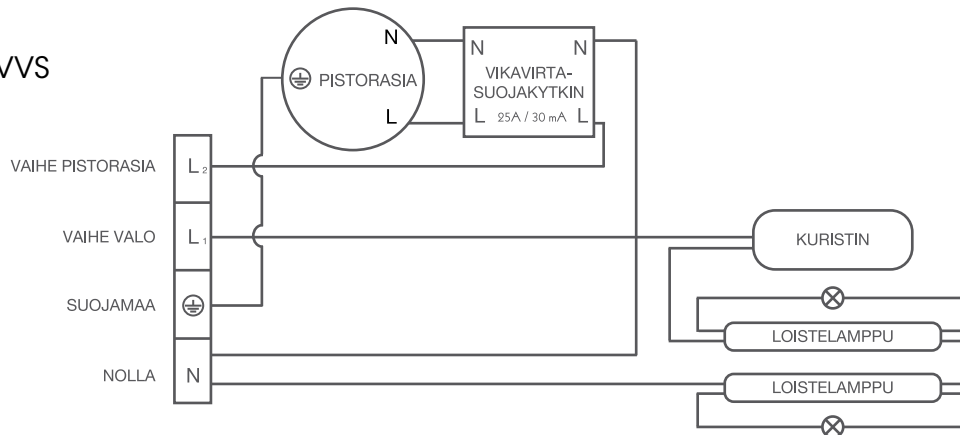 VVS
N
PISTORASIA
L
N N
VIKAVIRTA-
SUOJAKYTKIN
L 25A / 30 mA L
VAIHE PISTORASIA L2
VAIHE VALO L1
KURISTIN
SUOJAMAA
LOISTELAMPPU
NOLLA N
LOISTELAMPPU